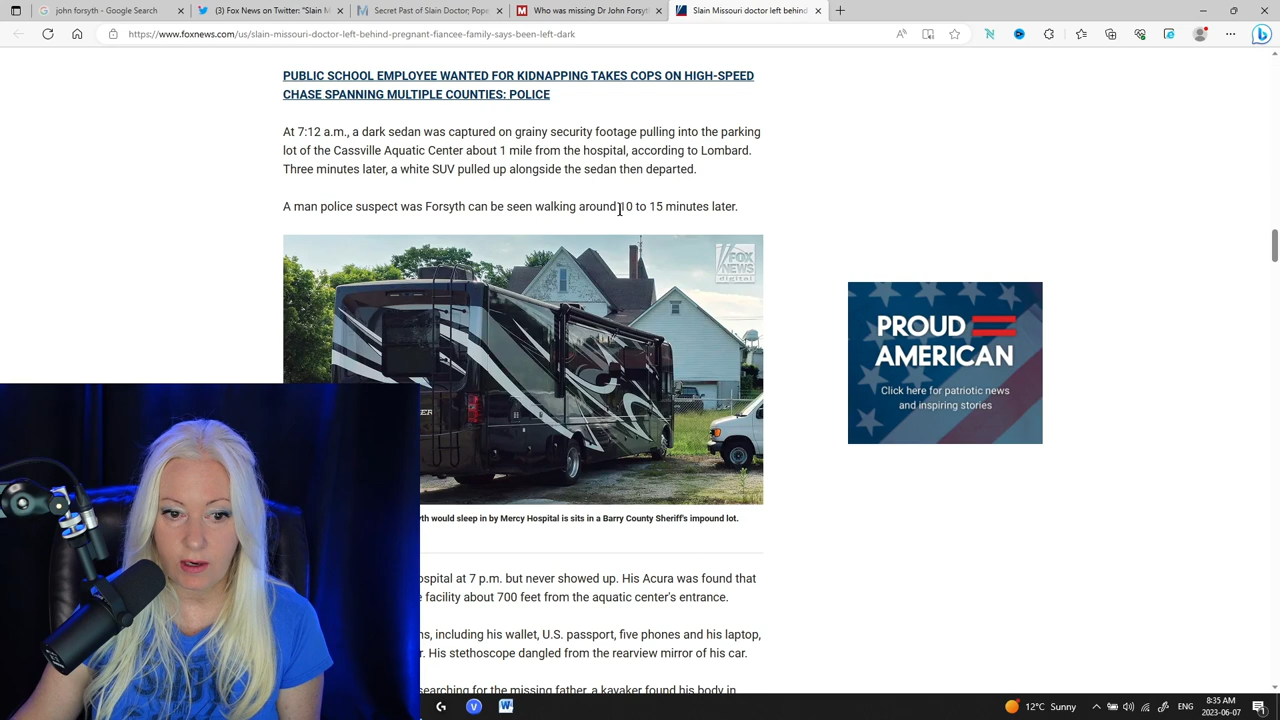 john forsyth - Google Search
(3) Fox News on Twitter: "Slain M
Secret Past of Slain Doctor; Pope
Who was missing Dr John Forsyth
Slain Missouri doctor left behind
https://www.foxnews.com/us/slain-missouri-doctor-left-behind-pregnant-fiancee-family-says-been-left-dark
PUBLIC SCHOOL EMPLOYEE WANTED FOR KIDNAPPING TAKES COPS ON HIGH-SPEED
CHASE SPANNING MULTIPLE COUNTIES: POLICE
At 7:12 a.m., a dark sedan was captured on grainy security footage pulling into the parking
lot of the Cassville Aquatic Center about 1 mile from the hospital, according to Lombard.
Three minutes later, a white SUV pulled up alongside the sedan then departed.
A man police suspect was Forsyth can be seen walking around 10 to 15 minutes later.
FOX
NEWS
digital
PROUD
AMERICAN
Click here for patriotic news
and inspiring stories
would sleep in by Mercy Hospital is sits in a Barry County Sheriff's impound lot.
at 7 p.m. but never showed up. His Acura was found that
facility about 700 feet from the aquatic center's entrance.
including his wallet, U.S. passport, five phones and his laptop,
His stethoscope dangled from the rearview mirror of his car.
searching for the missing father, a kayaker found his body in
12°C Sunny
ENG
8:35 AM
2023-06-07